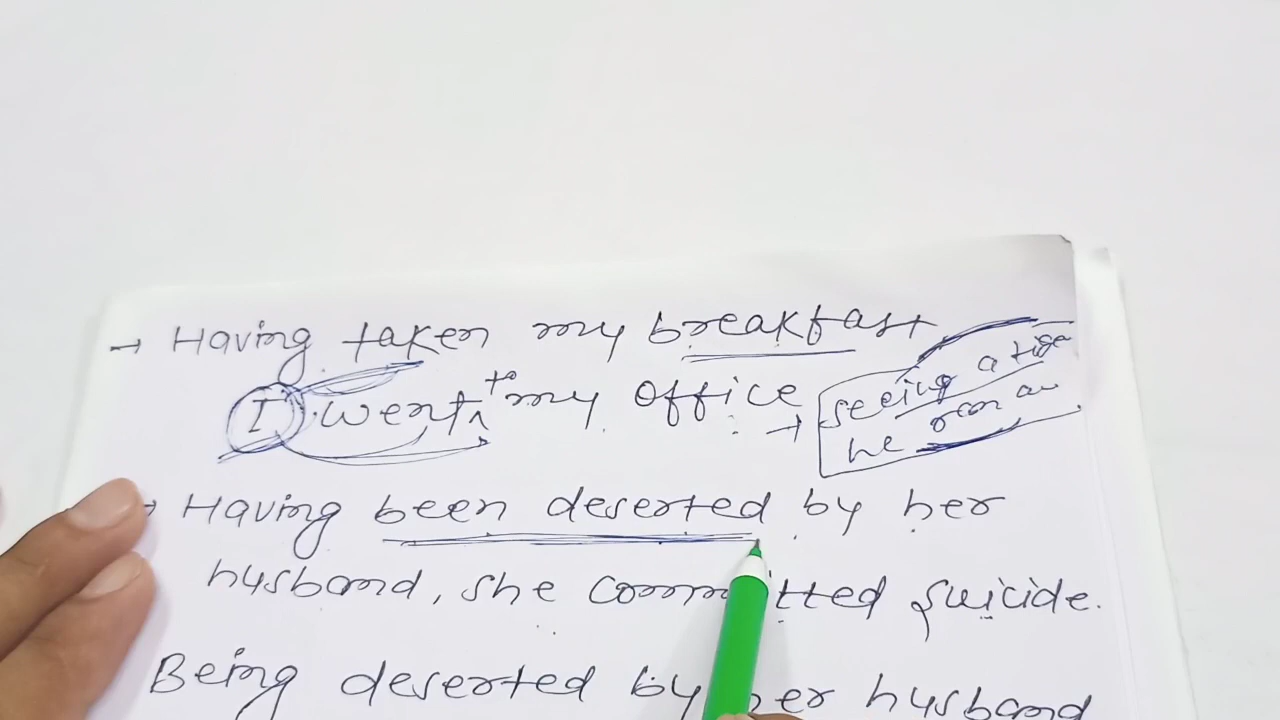 → Having taken my breakfast
I went to my office
→ seeing a tiger
he ran
→ Having been deserted by her
husband, she committed suicide.
Being deserted by her husband